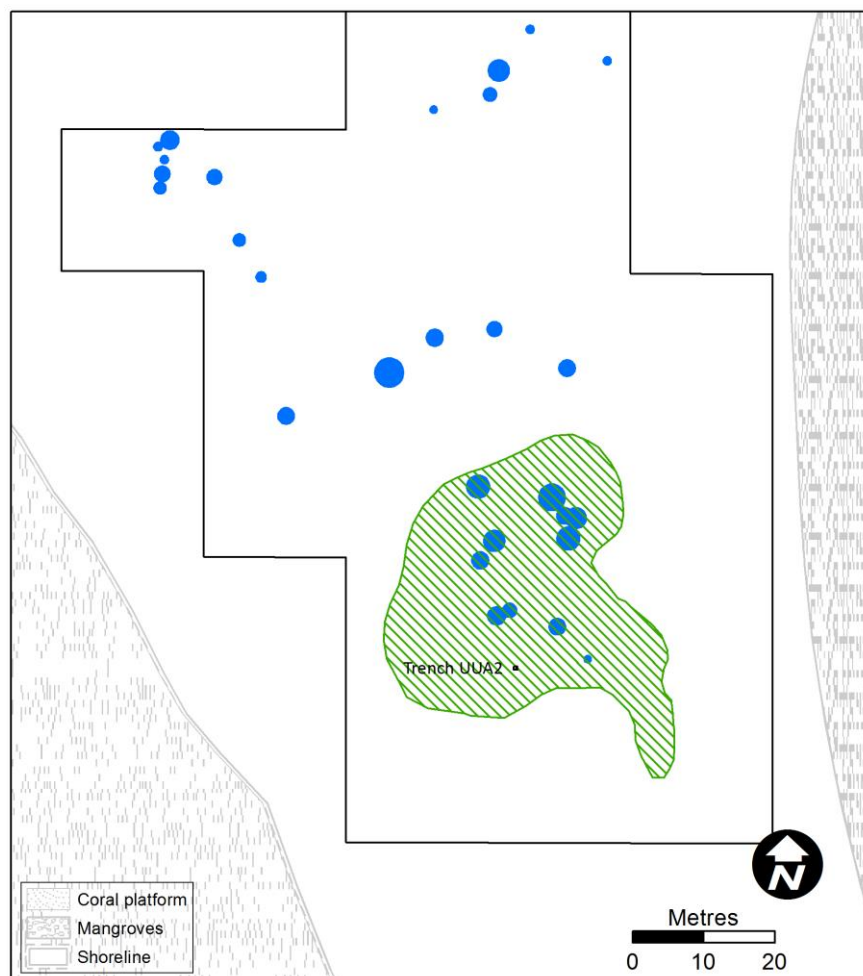 Trench UUA2
N
Coral platform
Mangroves
Shoreline
Metres
0 10 20